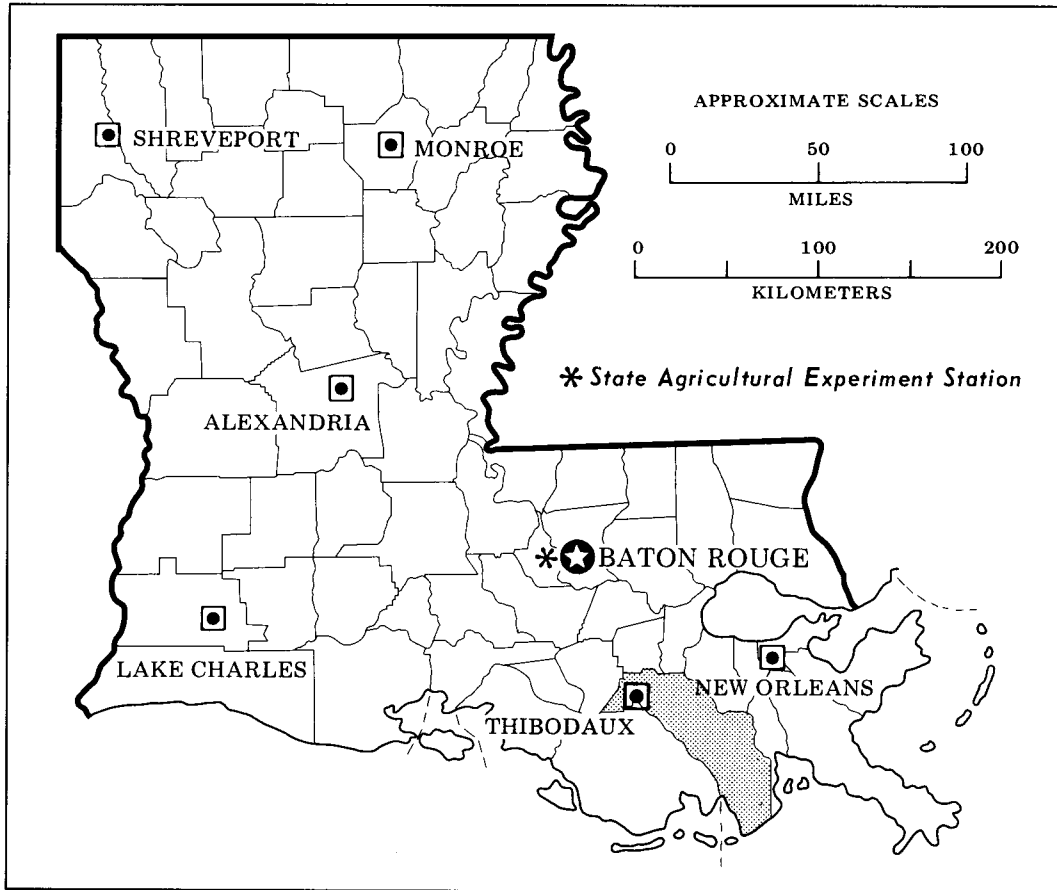 APPROXIMATE SCALES
SHREVEPORT
MONROE
0 50 100
MILES
0 100 200
KILOMETERS
* State Agricultural Experiment Station
ALEXANDRIA
* BATON ROUGE
LAKE CHARLES
NEW ORLEANS
THIBODAUX